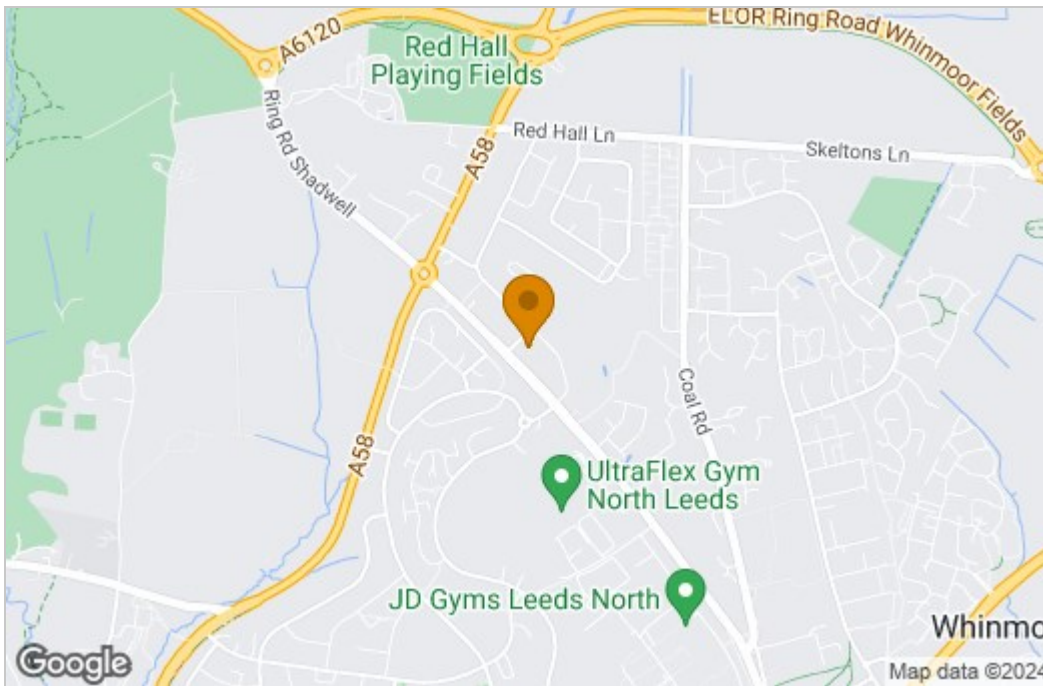 A6120
ELOR Ring Road Whinmoor Fields
Red Hall
Playing Fields
Ring Rd Shadwell
A58
Red Hall Ln
Skeltons Ln
Coal Rd
A58
UltraFlex Gym
North Leeds
JD Gyms Leeds North
Whinmo
Google
Map data ©2024